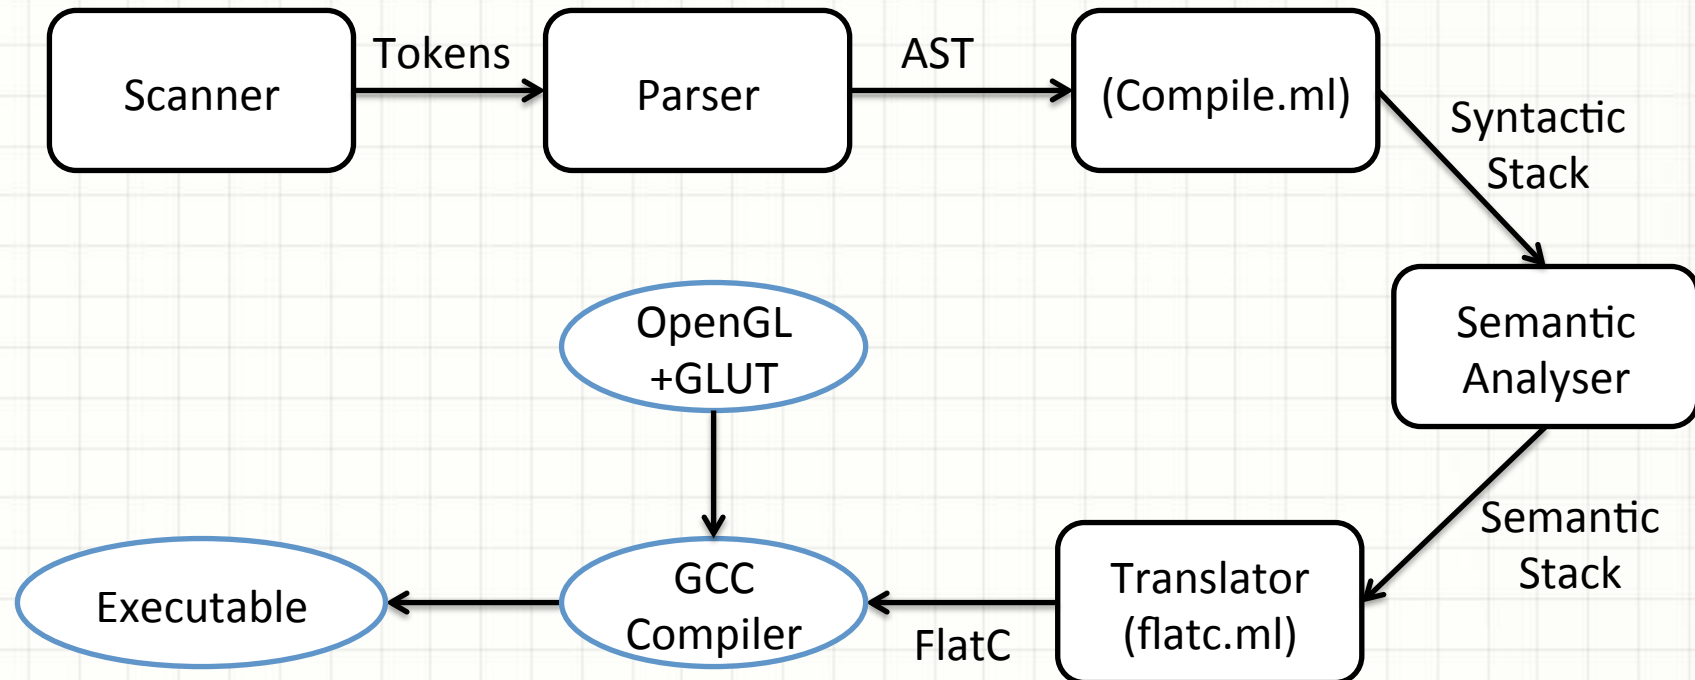 Scanner
Tokens
Parser
AST
(Compile.ml)
Syntactic
Stack
Semantic
Analyser
Semantic
Stack
Translator
(flatc.ml)
FlatC
OpenGL
+GLUT
GCC
Compiler
Executable